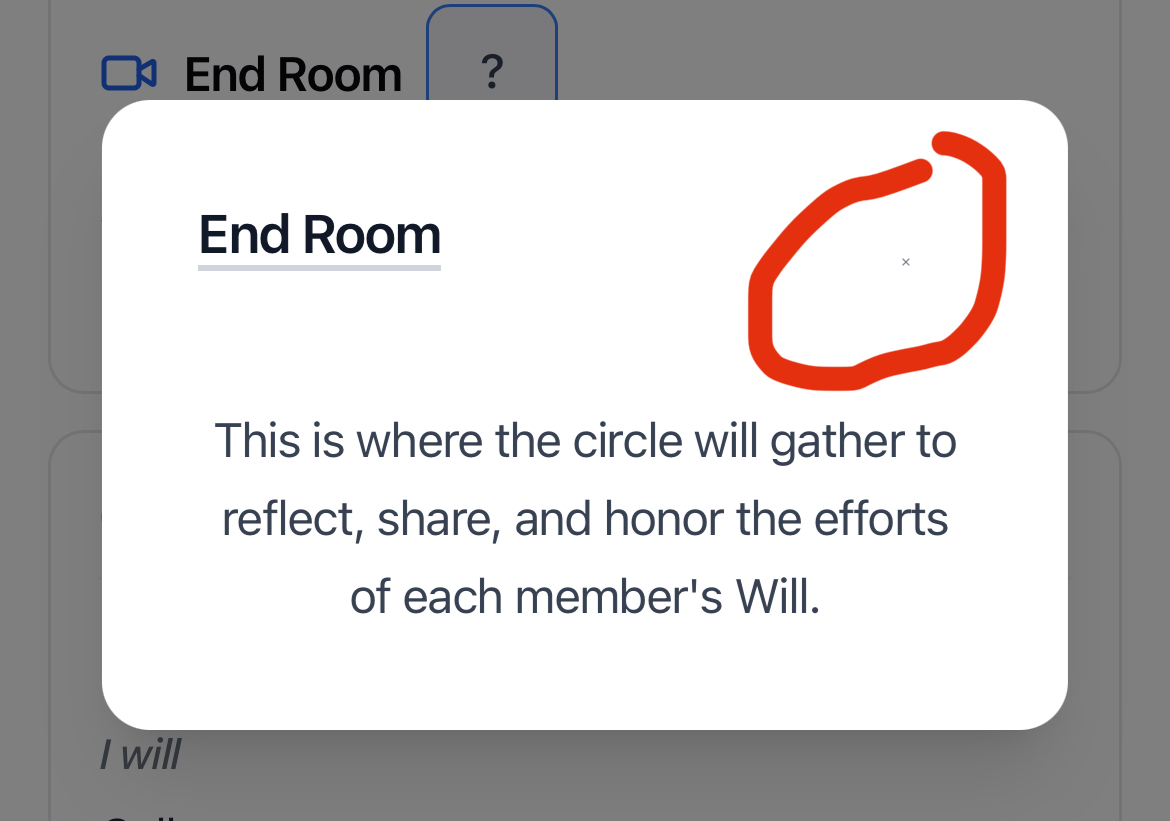 End Room ?
End Room
×
This is where the circle will gather to
reflect, share, and honor the efforts
of each member's Will.
I will